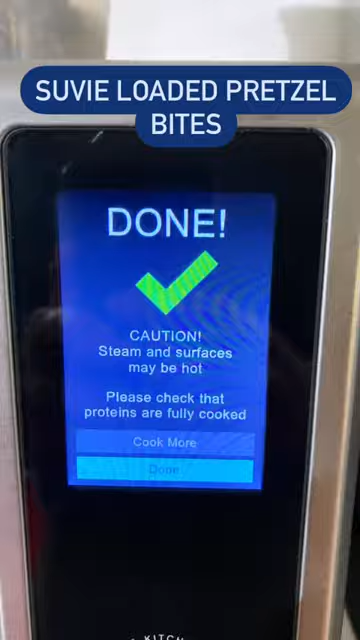 SUVIE LOADED PRETZEL
BITES
DONE!
CAUTION!
Steam and surfaces
may be hot
Please check that
proteins are fully cooked
Cook More
Done